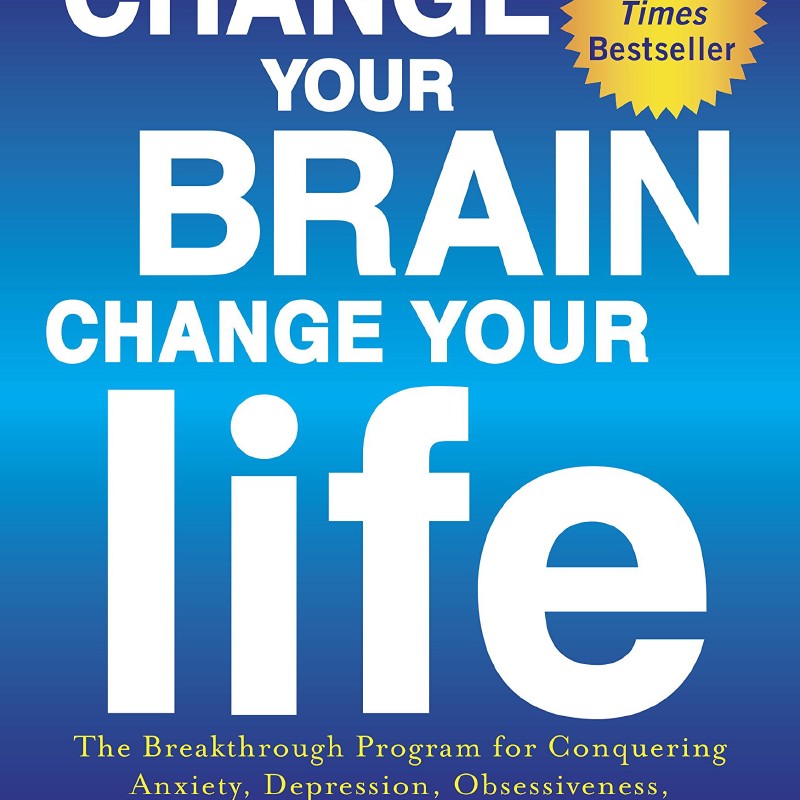 CHANGE
Times
Bestseller
YOUR
BRAIN
CHANGE YOUR
life
The Breakthrough Program for Conquering
Anxiety, Depression, Obsessiveness,